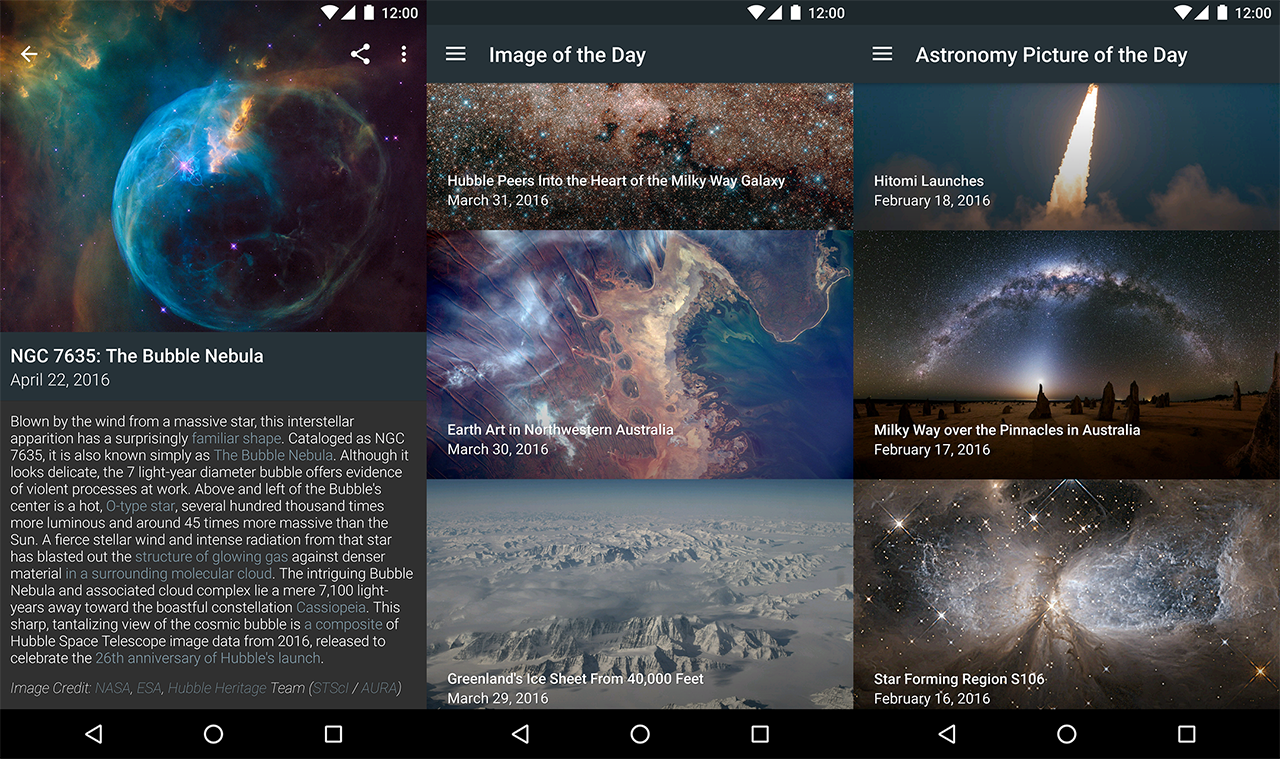 12:00
NGC 7635: The Bubble Nebula
April 22, 2016
Blown by the wind from a massive star, this interstellar
apparition has a surprisingly familiar shape. Cataloged as NGC
7635, it is also known simply as The Bubble Nebula. Although it
looks delicate, the 7 light-year diameter bubble offers evidence
of violent processes at work. Above and left of the Bubble's
center is a hot, O-type star, several hundred thousand times
more luminous and around 45 times more massive than the
Sun. A fierce stellar wind and intense radiation from that star
has blasted out the structure of glowing gas against denser
material in a surrounding molecular cloud. The intriguing Bubble
Nebula and associated cloud complex lie a mere 7,100 light-
years away toward the boastful constellation Cassiopeia. This
sharp, tantalizing view of the cosmic bubble is a composite of
Hubble Space Telescope image data from 2016, released to
celebrate the 26th anniversary of Hubble's launch.
Image Credit: NASA, ESA, Hubble Heritage Team (STScI / AURA)
12:00
Image of the Day
Hubble Peers Into the Heart of the Milky Way Galaxy
March 31, 2016
Earth Art in Northwestern Australia
March 30, 2016
Greenland's Ice Sheet From 40,000 Feet
March 29, 2016
12:00
Astronomy Picture of the Day
Hitomi Launches
February 18, 2016
Milky Way over the Pinnacles in Australia
February 17, 2016
Star Forming Region S106
February 16, 2016